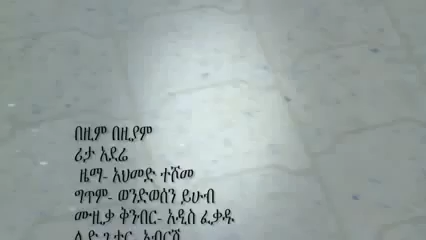 በዚም በዚያም
ሪታ አደሬ
ዜማ- አህመድ ተሾመ
ግጥም- ወንድወሰን ይሁብ
ሙዚቃ ቅንብር- አዲስ ፈቃዱ